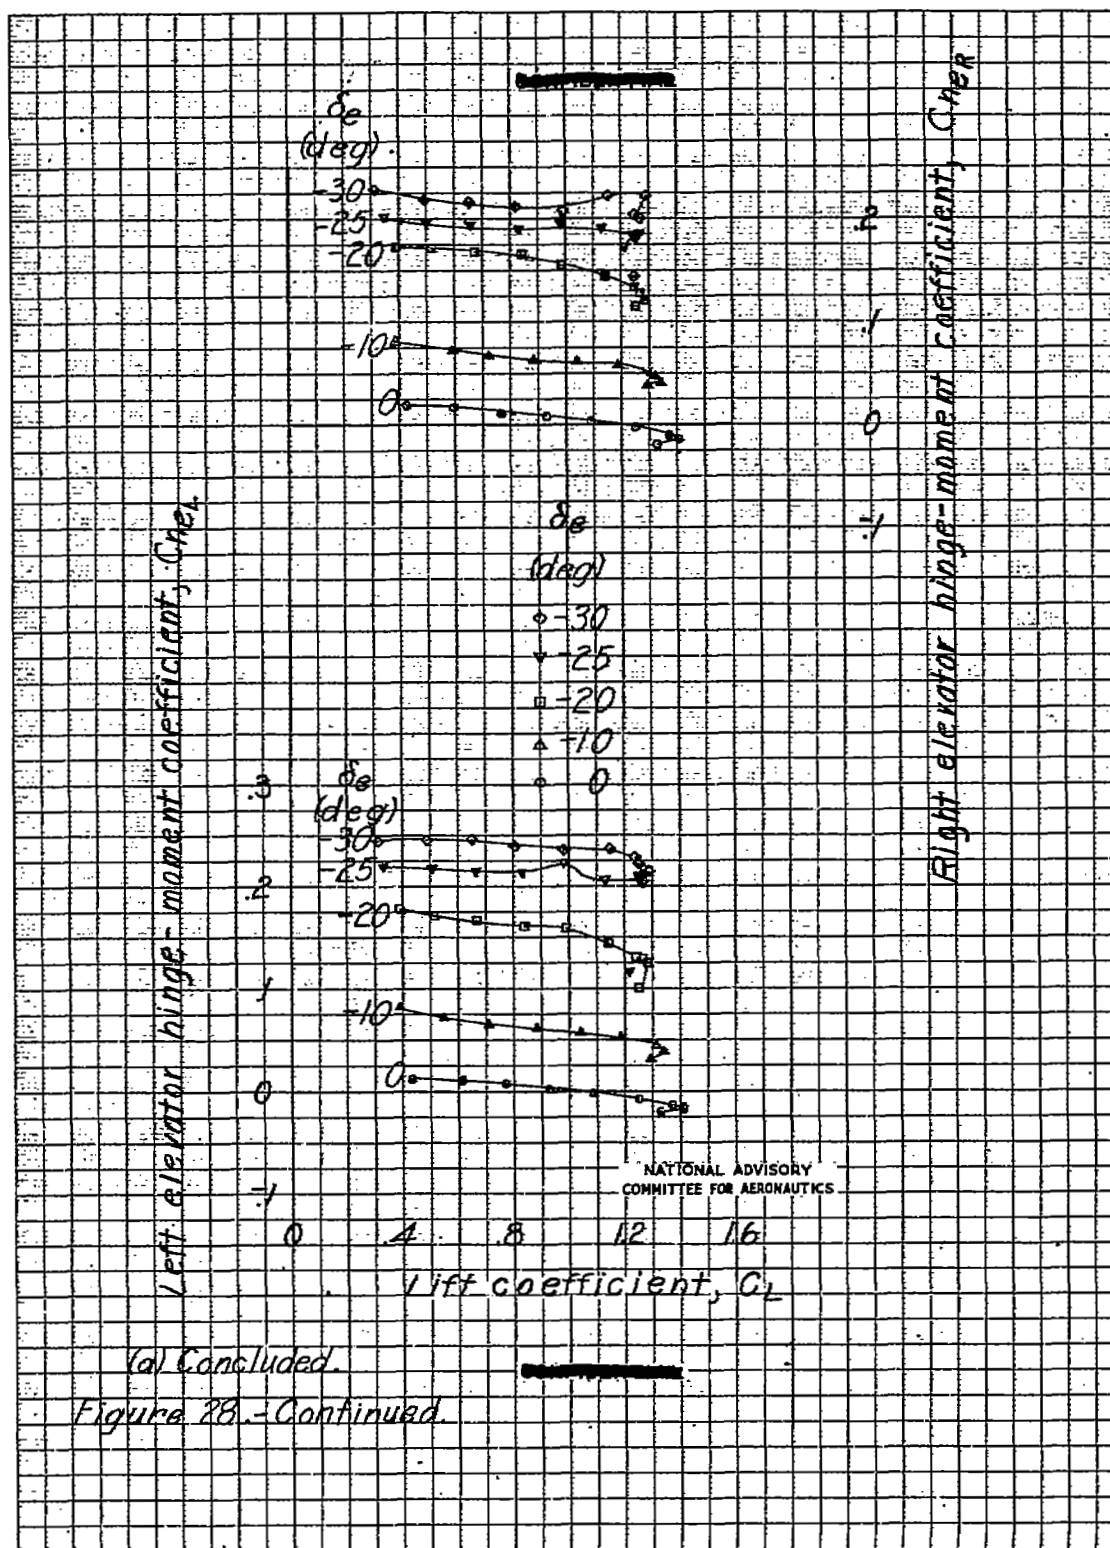 δe
(deg).
-30
-25
-20
-10
0
.2
.1
0
-.1
Right elevator hinge-moment coefficient, CheR
δe
(deg)
-30
-25
-20
-10
0
Left elevator hinge-moment coefficient, CheL
.3
.2
.1
0
-.1
δe
(deg)
-30
-25
-20
-10
0
NATIONAL ADVISORY
COMMITTEE FOR AERONAUTICS
0 .4 .8 1.2 1.6
Lift coefficient, CL
(a) Concluded.
Figure 28.-Continued.